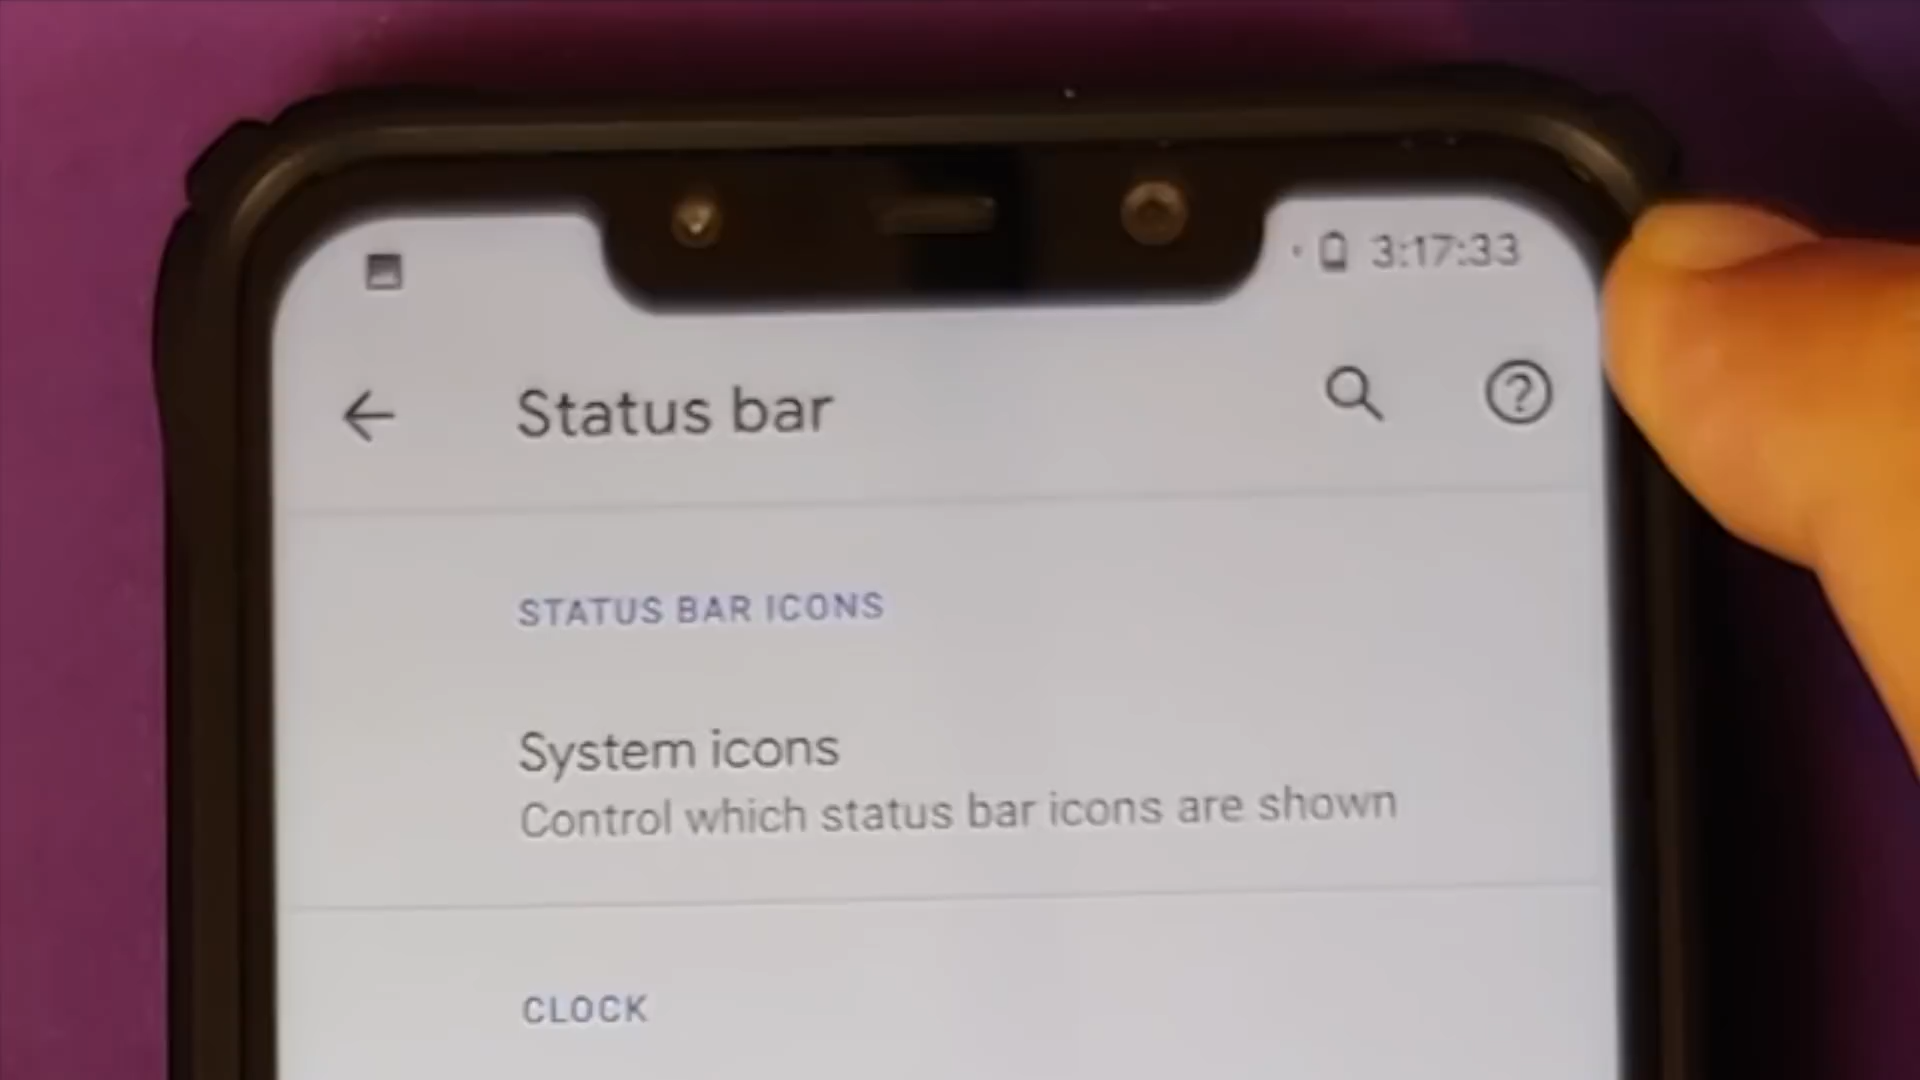 3:17:33
Status bar
STATUS BAR ICONS
System icons
Control which status bar icons are shown
CLOCK